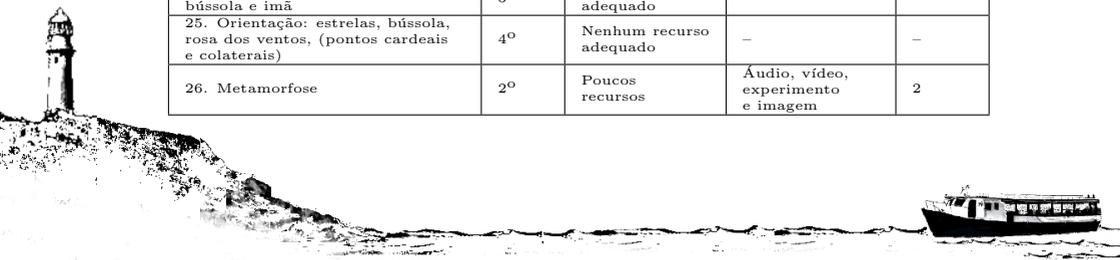 bússola e imã
adequado
25. Orientação: estrelas, bússola,
rosa dos ventos, (pontos cardeais
e colaterais)
4º
Nenhum recurso
adequado
–
–
26. Metamorfose
2º
Poucos
recursos
Áudio, vídeo,
experimento
e imagem
2